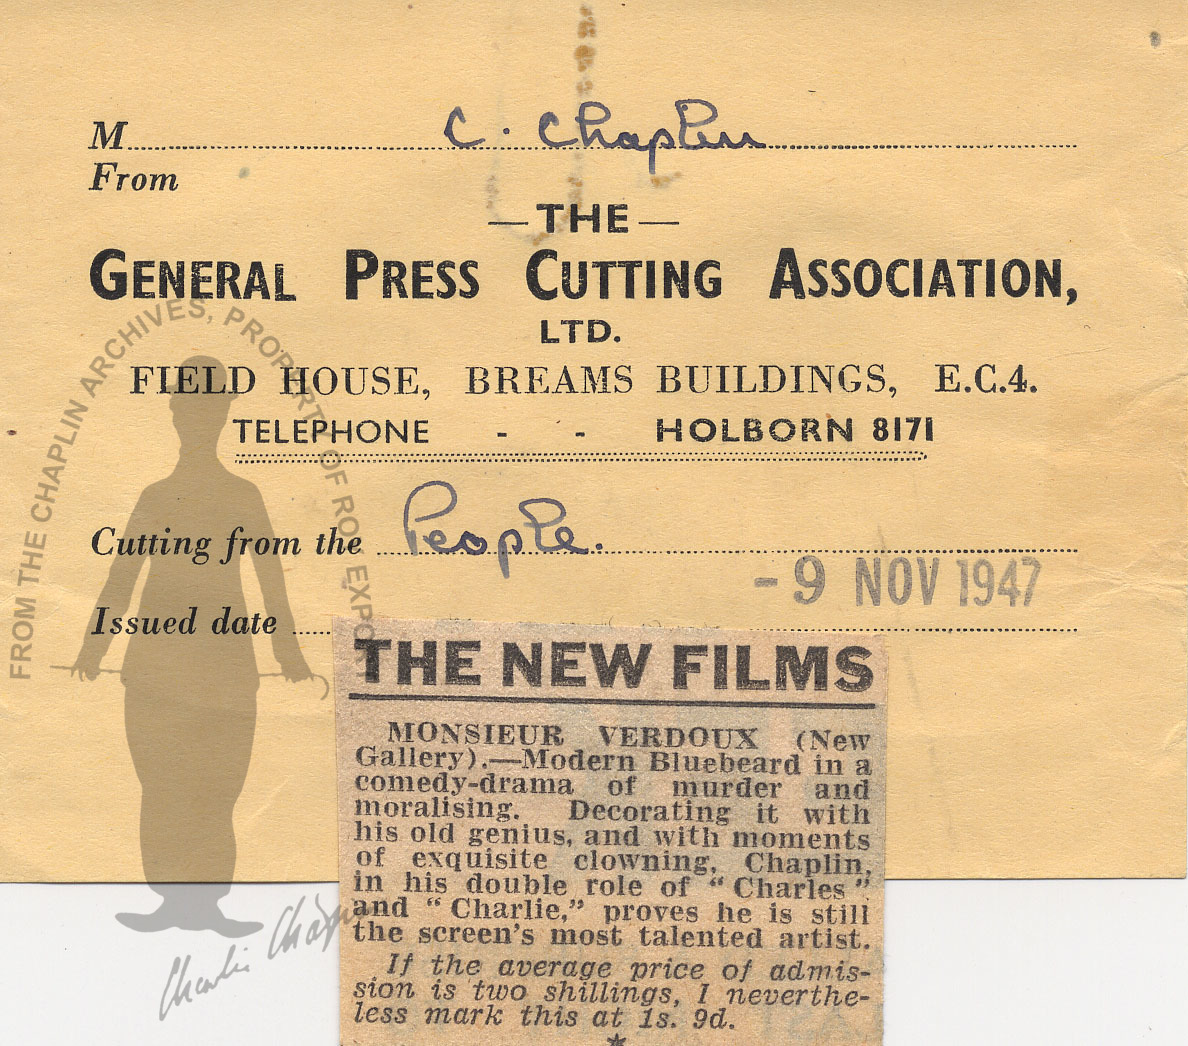 M C. Chaplin
From
— THE —
GENERAL PRESS CUTTING ASSOCIATION,
LTD.
FIELD HOUSE, BREAMS BUILDINGS, E.C.4.
TELEPHONE - - HOLBORN 8171
Cutting from the People.
- 9 NOV 1947
Issued date
THE NEW FILMS
MONSIEUR VERDOUX (New
Gallery).—Modern Bluebeard in a
comedy-drama of murder and
moralising. Decorating it with
his old genius, and with moments
of exquisite clowning, Chaplin,
in his double role of “Charles”
and “Charlie,” proves he is still
the screen's most talented artist.
If the average price of admis-
sion is two shillings, I neverthe-
less mark this at 1s. 9d.
FROM THE CHAPLIN ARCHIVES, PROPERTY OF ROY EXPO
Charlie Chaplin